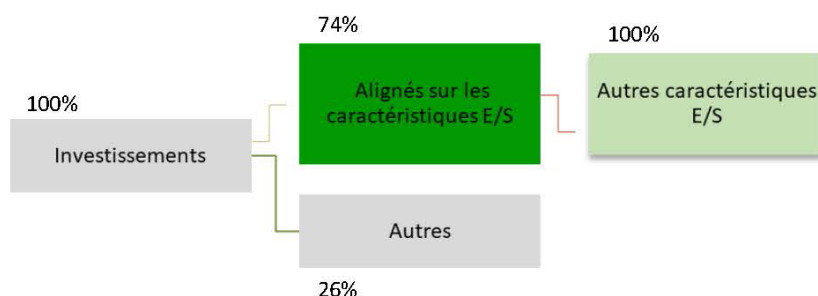 74%
100%
Alignés sur les
caractéristiques E/S
Autres caractéristiques
E/S
100%
Investissements
Autres
26%